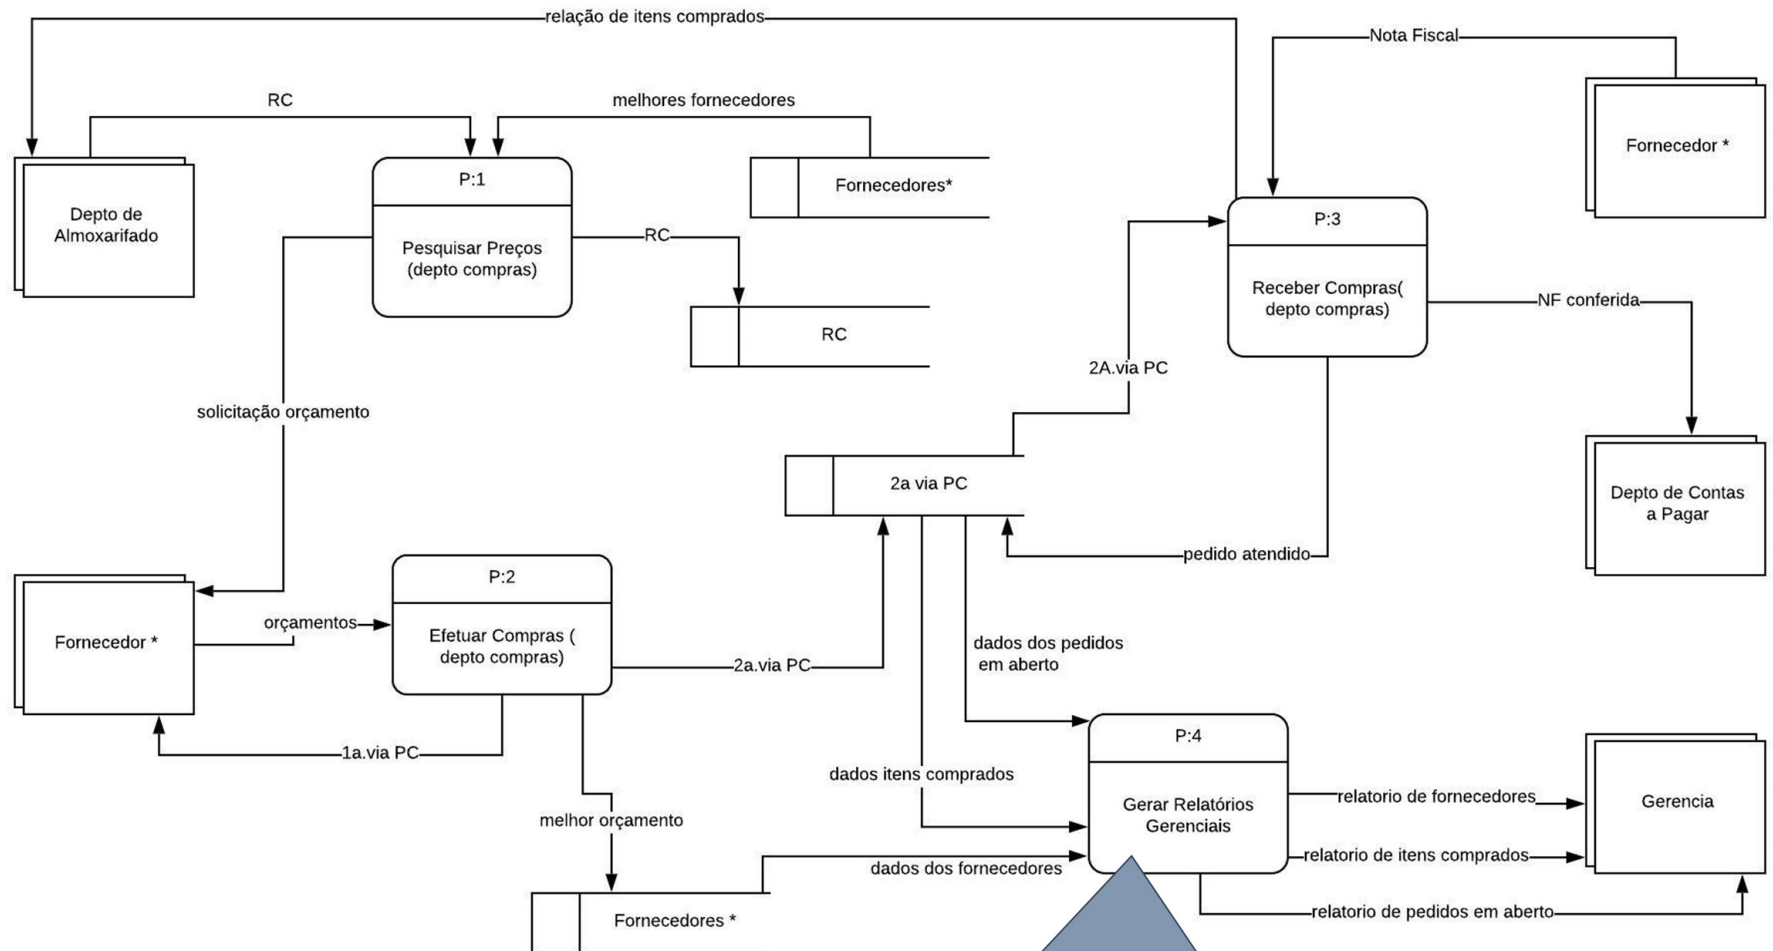 relação de itens comprados
Nota Fiscal
RC
melhores fornecedores
Fornecedor *
P:1
Fornecedores*
Depto de
Almoxarifado
P:3
Pesquisar Preços
(depto compras)
RC
Receber Compras(
depto compras)
NF conferida
RC
2A.via PC
solicitação orçamento
2a via PC
Depto de Contas
a Pagar
pedido atendido
P:2
orçamentos
Fornecedor *
Efetuar Compras (
depto compras)
2a.via PC
dados dos pedidos
em aberto
P:4
1a.via PC
dados itens comprados
Gerar Relatórios
Gerenciais
relatorio de fornecedores
Gerencia
melhor orçamento
relatorio de itens comprados
dados dos fornecedores
relatorio de pedidos em aberto
Fornecedores *